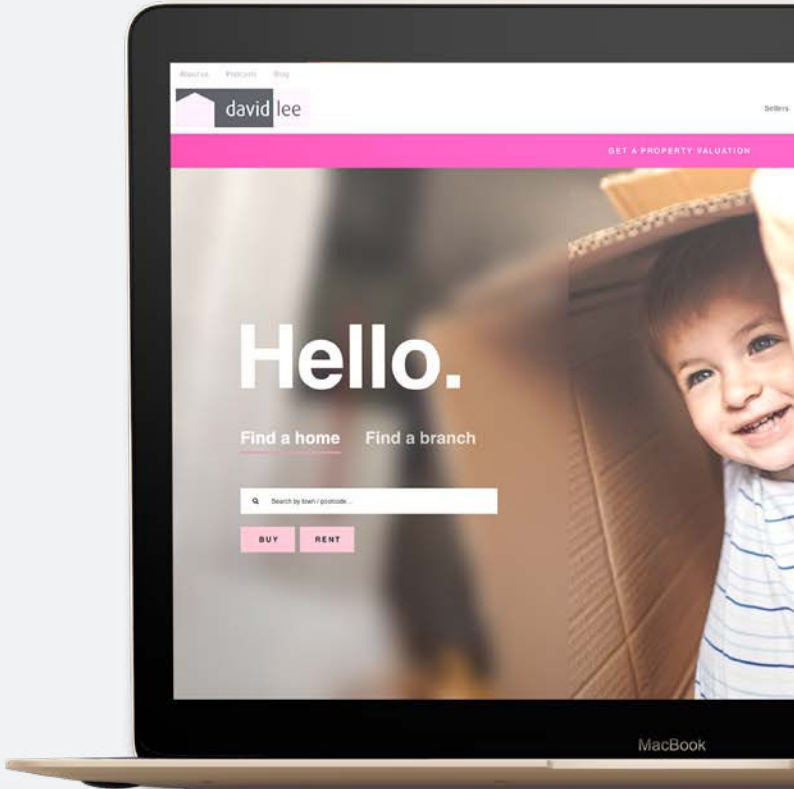 About us Podcasts Blog
david lee
Sellers
GET A PROPERTY VALUATION
Hello.
Find a home Find a branch
Search by town / postcode...
BUY RENT
MacBook